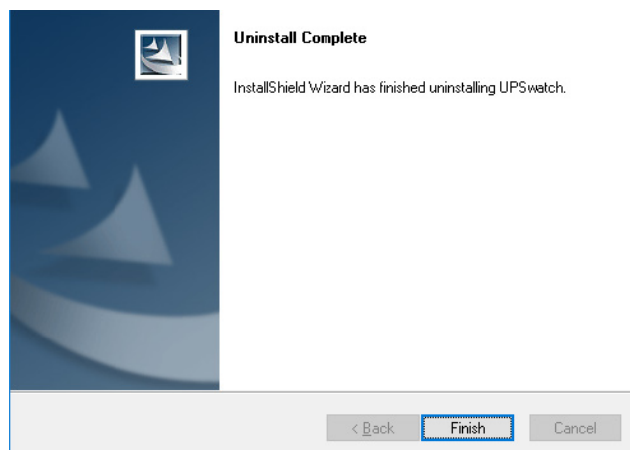 Uninstall Complete
InstallShield Wizard has finished uninstalling UPSwatch.
< Back
Finish
Cancel